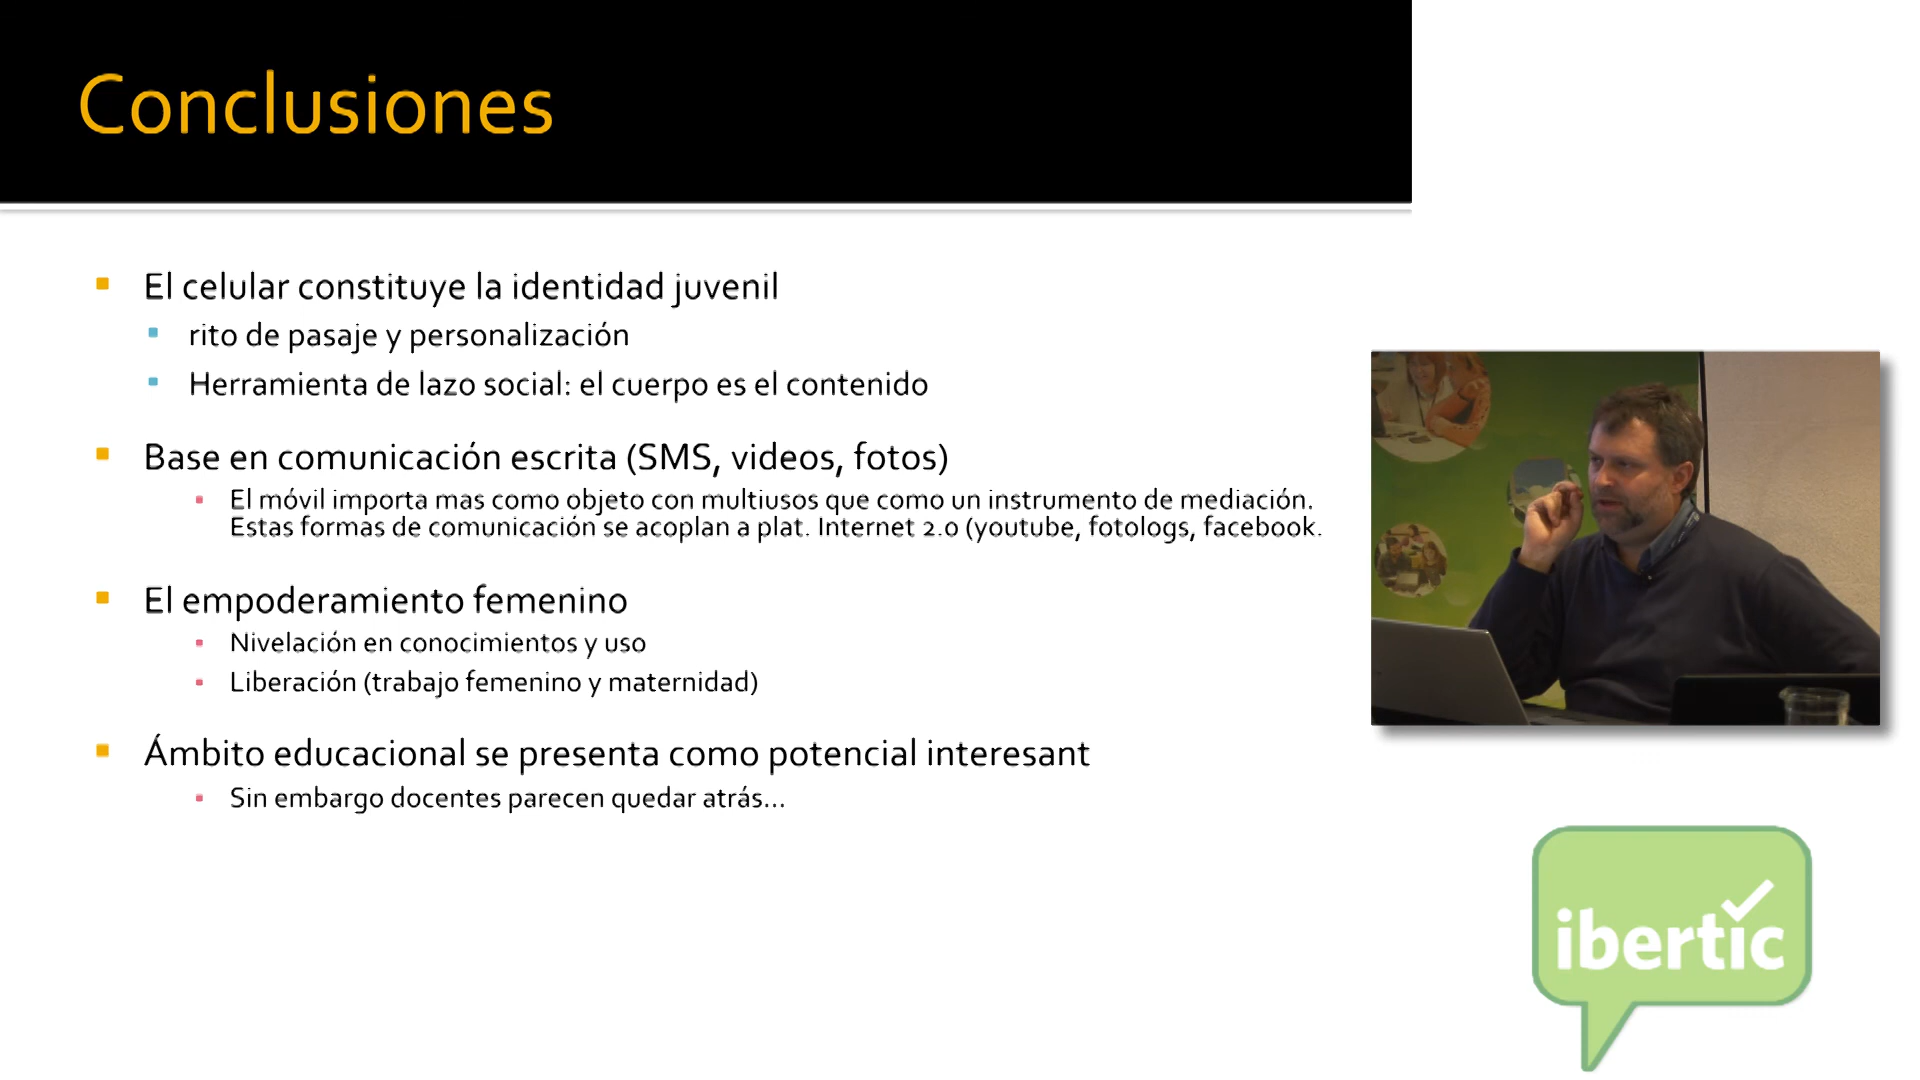 Conclusiones
El celular constituye la identidad juvenil
rito de pasaje y personalización
Herramienta de lazo social: el cuerpo es el contenido
Base en comunicación escrita (SMS, videos, fotos)
El móvil importa mas como objeto con multiusos que como un instrumento de mediación.
Estas formas de comunicación se acoplan a plat. Internet 2.0 (youtube, fotologs, facebook.
El empoderamiento femenino
Nivelación en conocimientos y uso
Liberación (trabajo femenino y maternidad)
Ámbito educacional se presenta como potencial interesant
Sin embargo docentes parecen quedar atrás...
ibertic